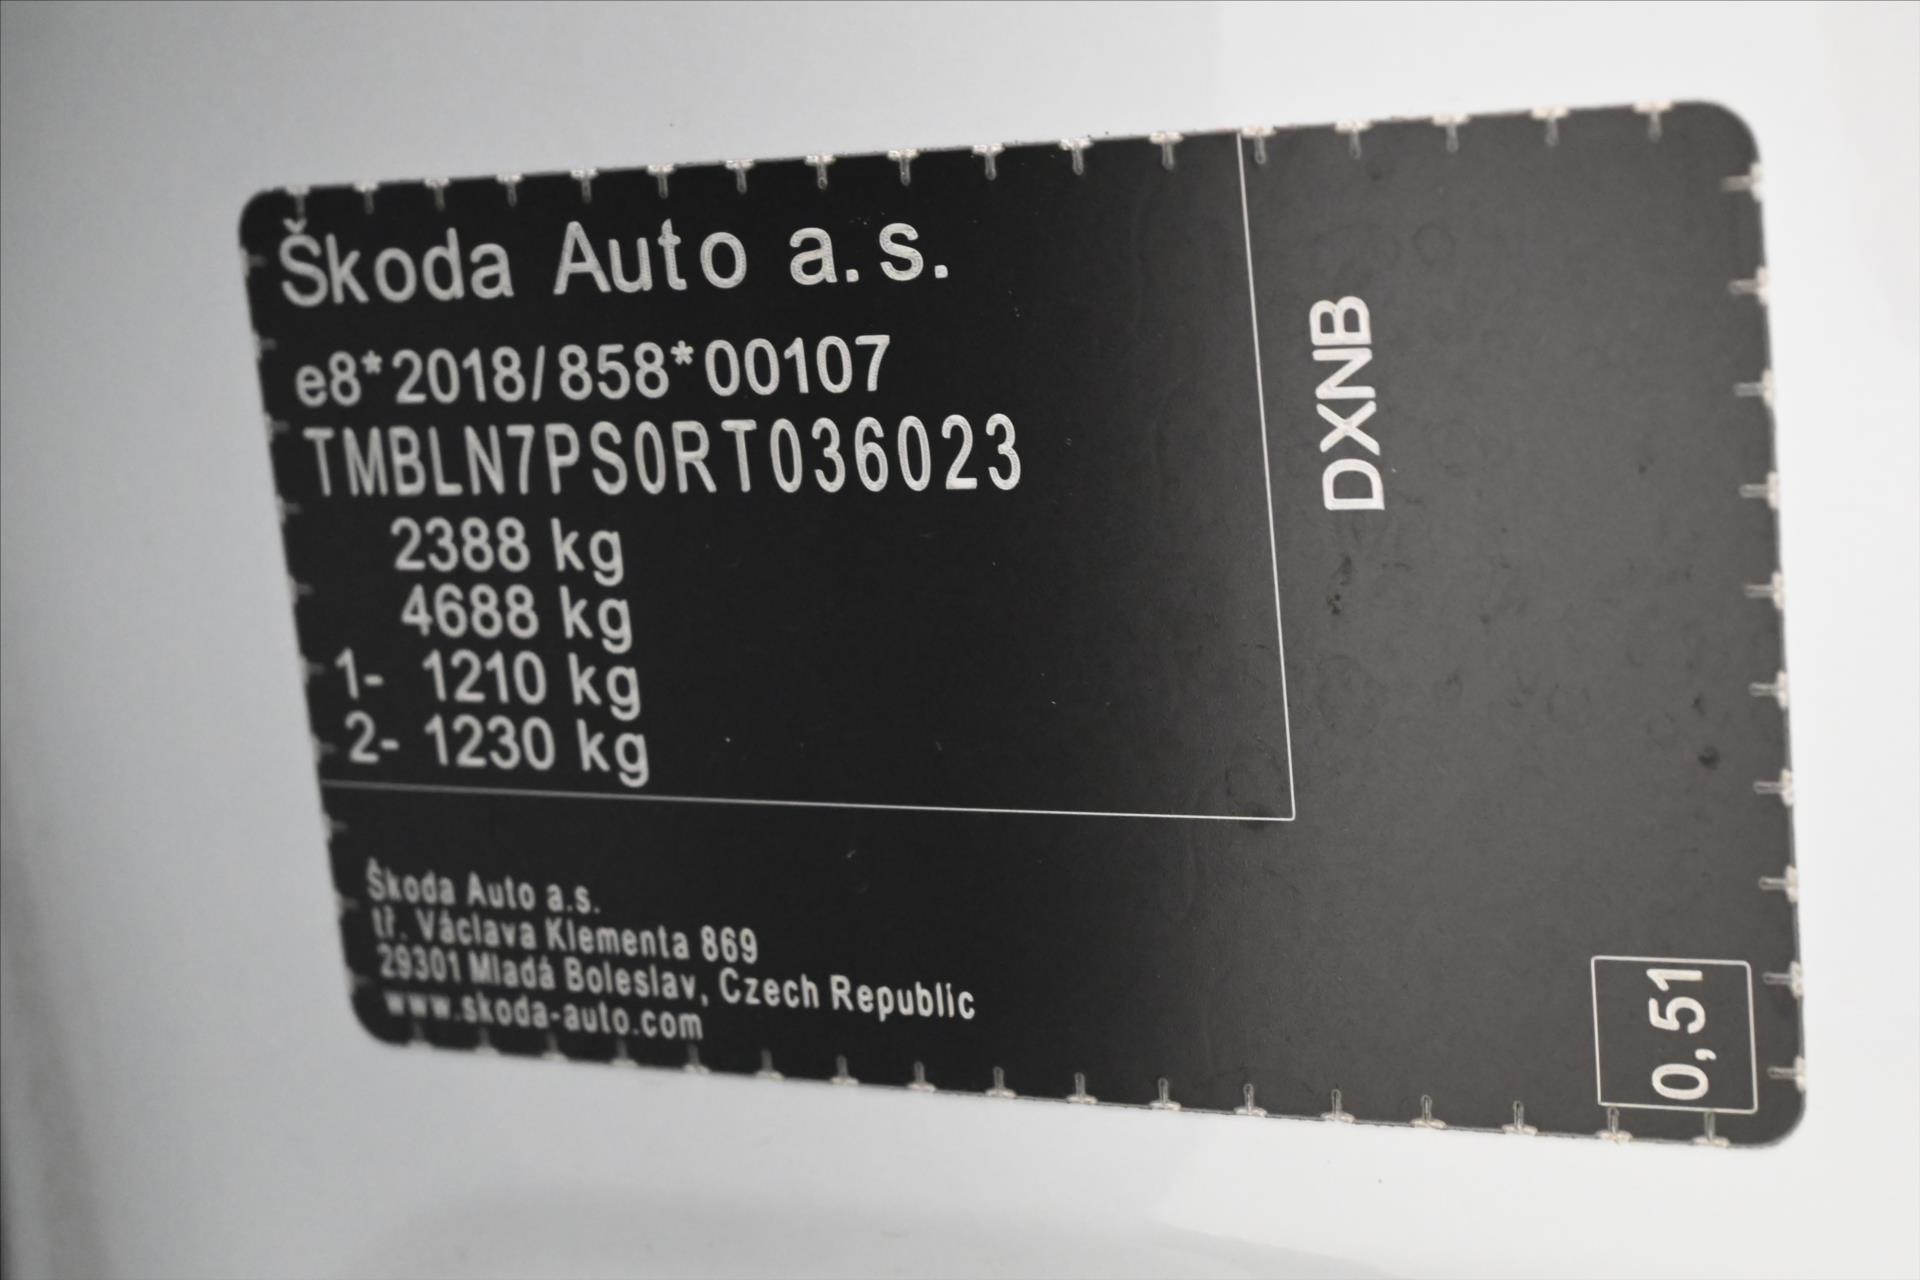 Škoda Auto a.s.
e8*2018/858*00107
TMBLN7PS0RT036023
2388 kg
4688 kg
1- 1210 kg
2- 1230 kg
DXNB
Škoda Auto a.s.
tř. Václava Klementa 869
29301 Mladá Boleslav, Czech Republic
www.skoda-auto.com
0,51